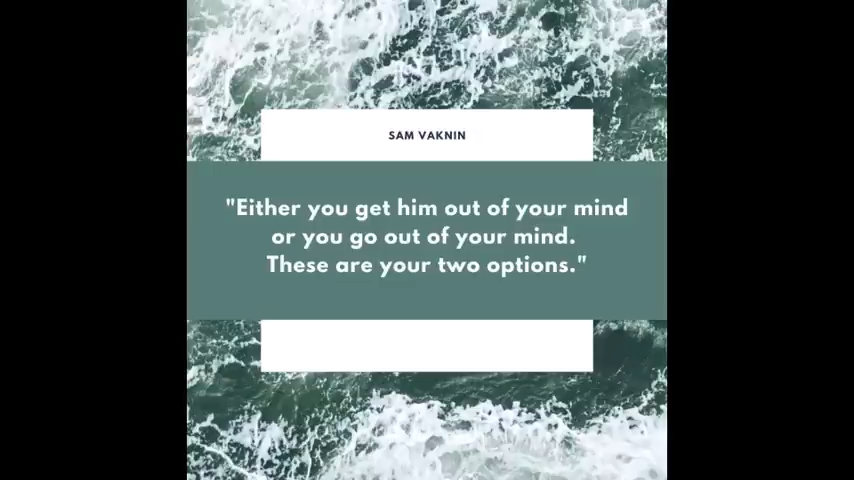 SAM VAKNIN
"Either you get him out of your mind
or you go out of your mind.
These are your two options."